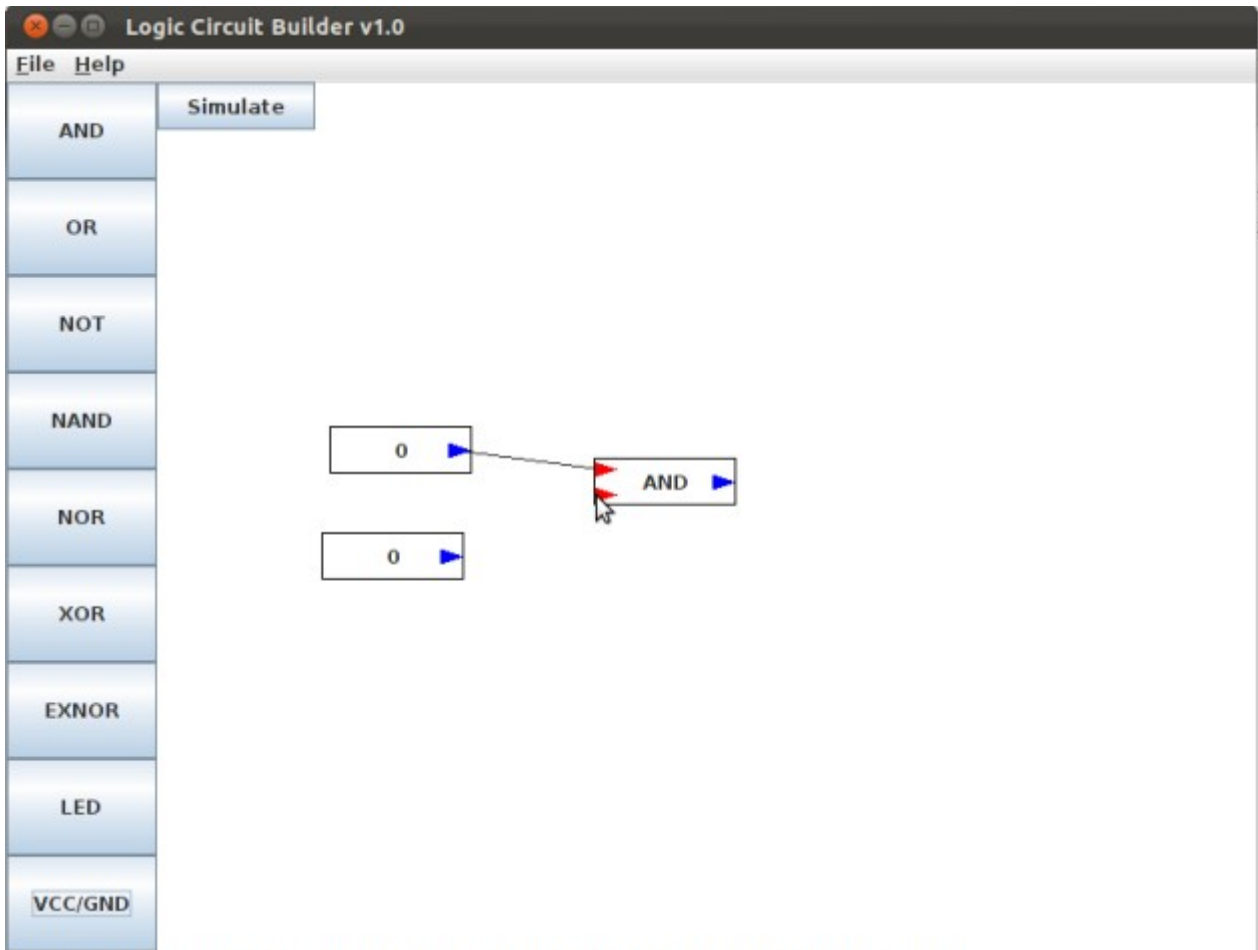 Logic Circuit Builder v1.0
File Help
Simulate
AND
OR
NOT
NAND
NOR
XOR
EXNOR
LED
VCC/GND
0
AND
0